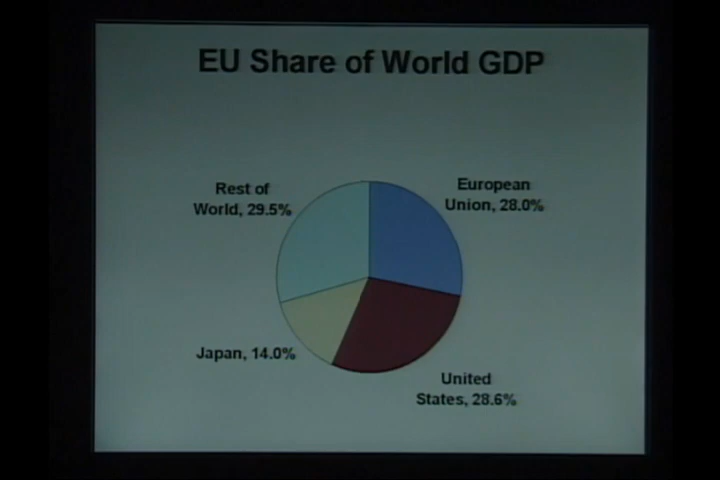 EU Share of World GDP
Rest of
World, 29.5%
European
Union, 28.0%
Japan, 14.0%
United
States, 28.6%